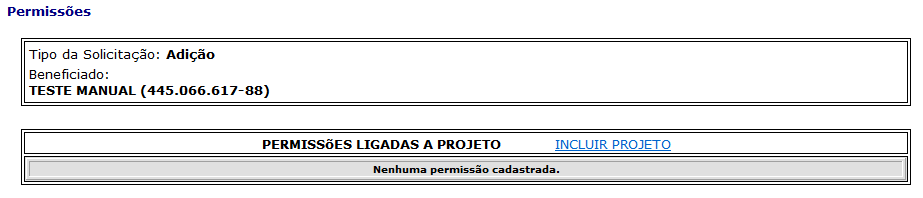 Permissões
Tipo da Solicitação: Adição
Beneficiado:
TESTE MANUAL (445.066.617-88)
PERMISSõES LIGADAS A PROJETO INCLUIR PROJETO
Nenhuma permissão cadastrada.